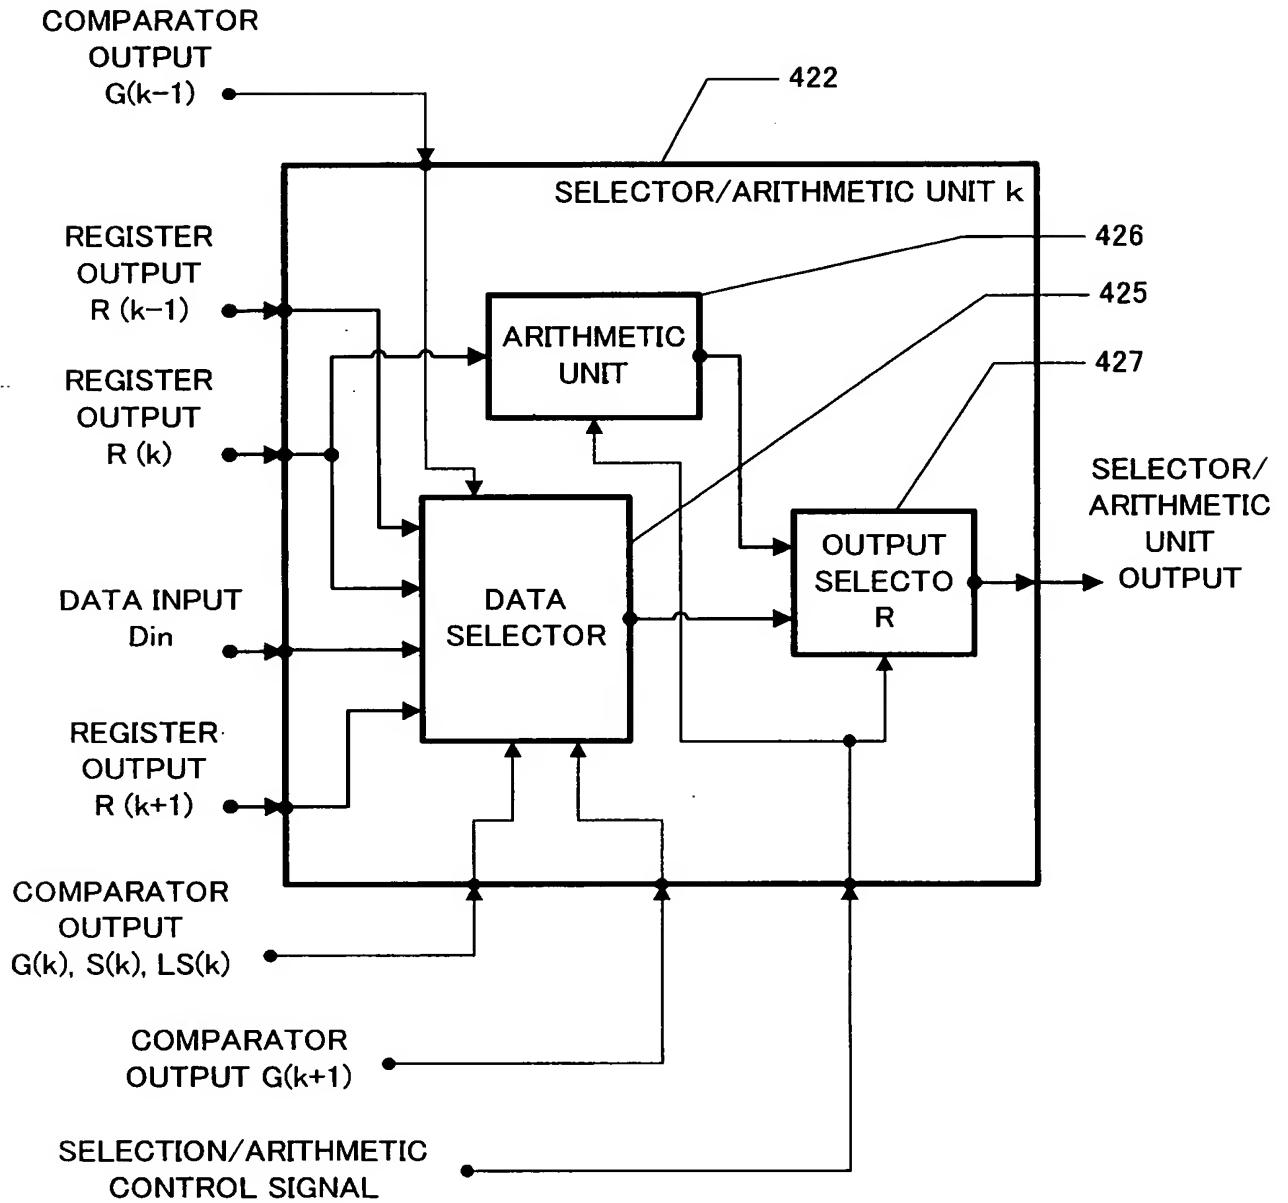 COMPARATOR
OUTPUT
G(k-1)
422
SELECTOR/ARITHMETIC UNIT k
REGISTER
OUTPUT
R (k-1)
426
425
ARITHMETIC
UNIT
427
REGISTER
OUTPUT
R (k)
SELECTOR/
ARITHMETIC
UNIT
OUTPUT
OUTPUT
SELECTO
R
DATA INPUT
Din
DATA
SELECTOR
REGISTER
OUTPUT
R (k+1)
COMPARATOR
OUTPUT
G(k), S(k), LS(k)
COMPARATOR
OUTPUT G(k+1)
SELECTION/ARITHMETIC
CONTROL SIGNAL